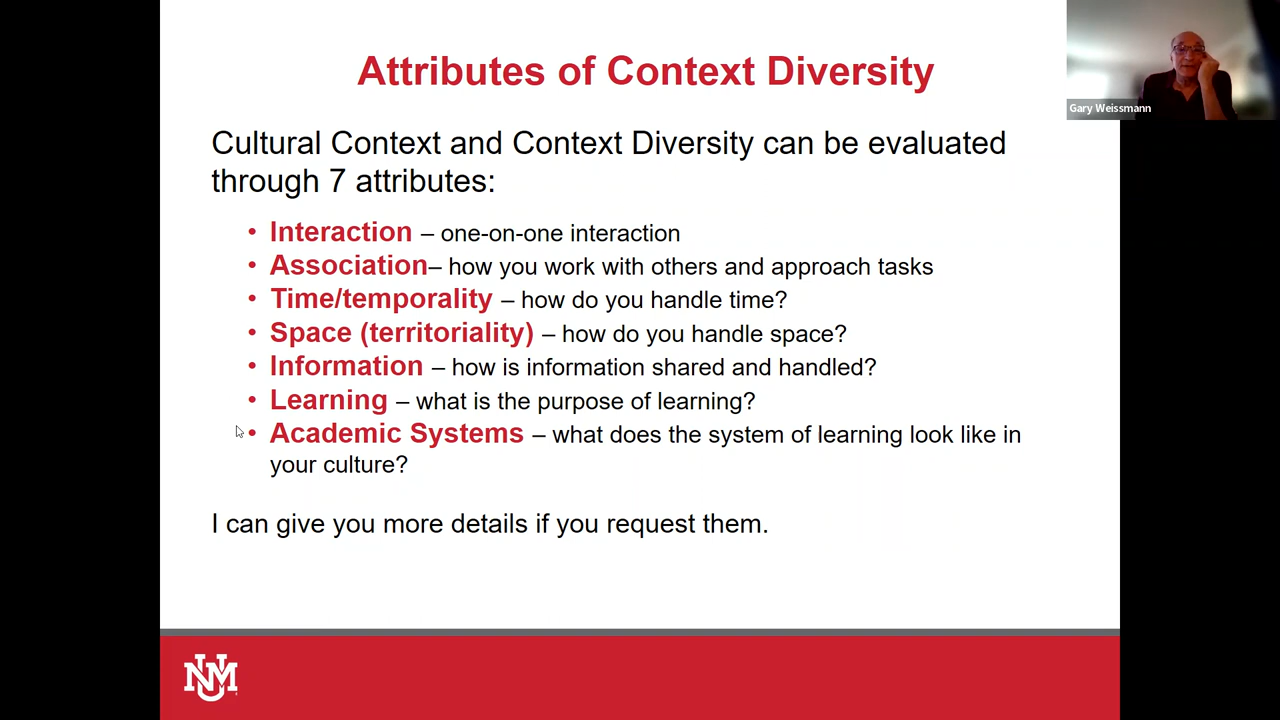 Attributes of Context Diversity
Gary Weissmann
Cultural Context and Context Diversity can be evaluated
through 7 attributes:
• Interaction – one-on-one interaction
• Association– how you work with others and approach tasks
• Time/temporality – how do you handle time?
• Space (territoriality) – how do you handle space?
• Information – how is information shared and handled?
• Learning – what is the purpose of learning?
• Academic Systems – what does the system of learning look like in
your culture?
I can give you more details if you request them.
UNM